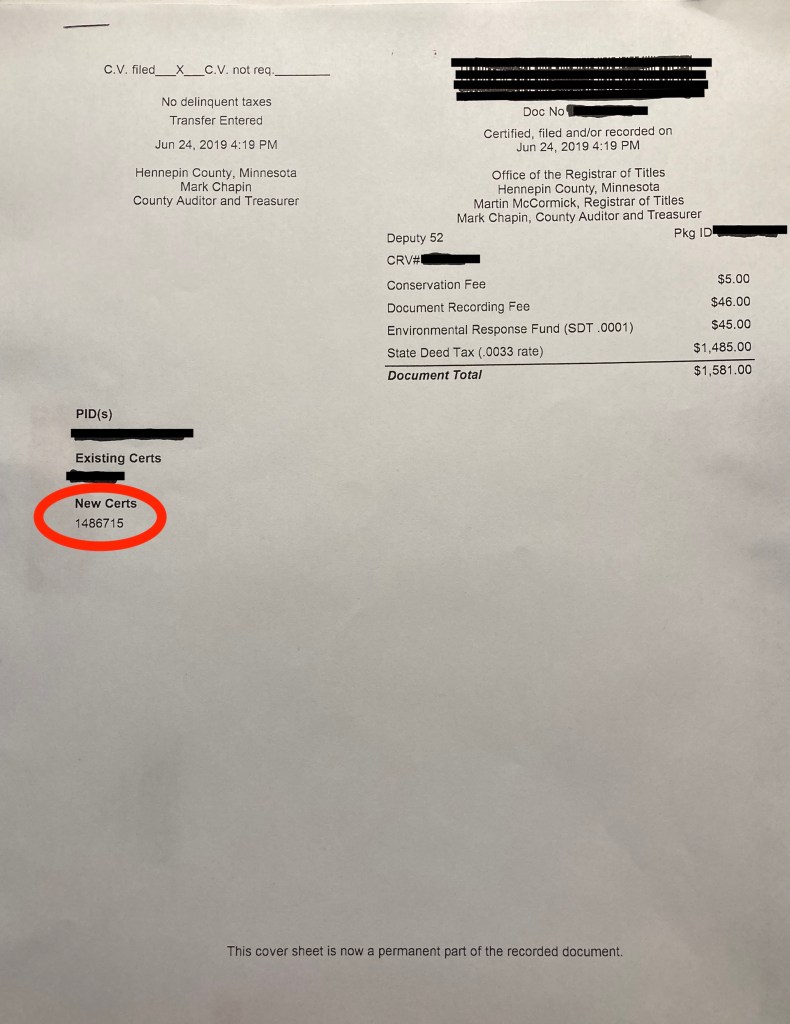 C.V. filed___X___C.V. not req.________
No delinquent taxes
Transfer Entered
Jun 24, 2019 4:19 PM
Hennepin County, Minnesota
Mark Chapin
County Auditor and Treasurer
Doc No
Certified, filed and/or recorded on
Jun 24, 2019 4:19 PM
Office of the Registrar of Titles
Hennepin County, Minnesota
Martin McCormick, Registrar of Titles
Mark Chapin, County Auditor and Treasurer
Deputy 52 Pkg ID
CRV#
Conservation Fee $5.00
Document Recording Fee $46.00
Environmental Response Fund (SDT .0001) $45.00
State Deed Tax (.0033 rate) $1,485.00
Document Total $1,581.00
PID(s)
Existing Certs
New Certs
1486715
This cover sheet is now a permanent part of the recorded document.